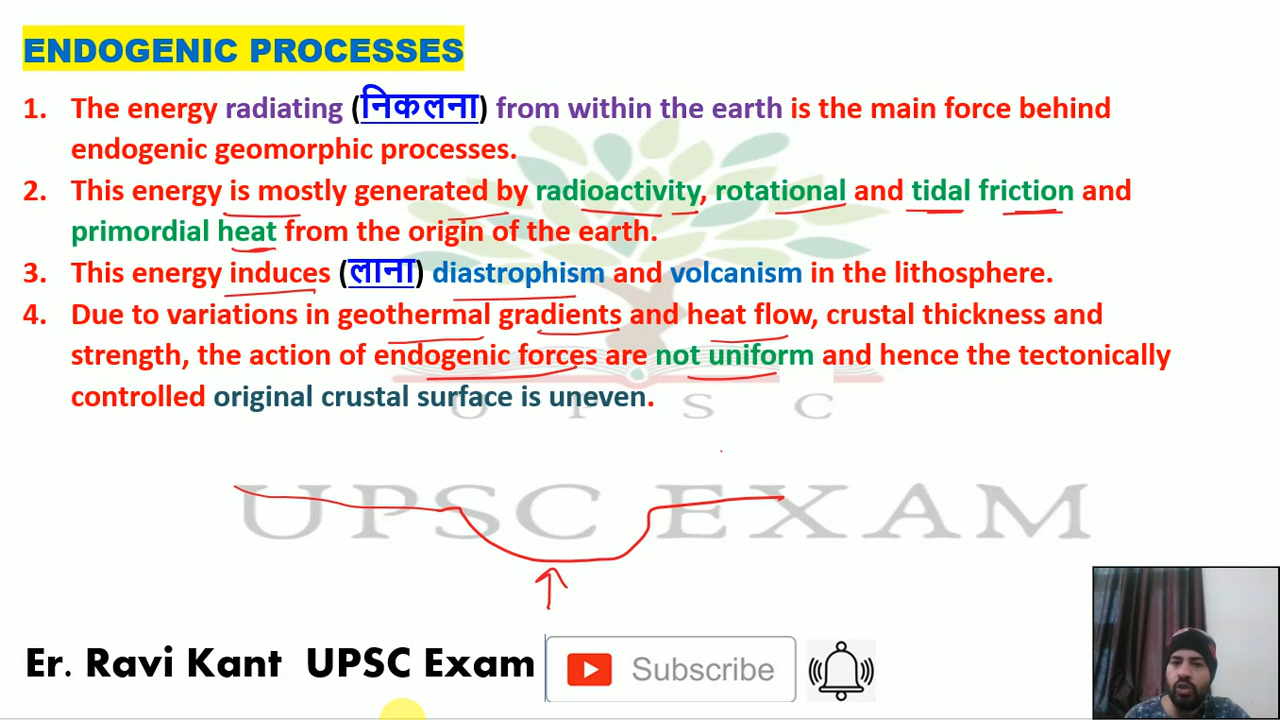 ENDOGENIC PROCESSES
1. The energy radiating (निकलना) from within the earth is the main force behind
endogenic geomorphic processes.
2. This energy is mostly generated by radioactivity, rotational and tidal friction and
primordial heat from the origin of the earth.
3. This energy induces (लाना) diastrophism and volcanism in the lithosphere.
4. Due to variations in geothermal gradients and heat flow, crustal thickness and
strength, the action of endogenic forces are not uniform and hence the tectonically
controlled original crustal surface is uneven.
U P S C
UPSC EXAM
Er. Ravi Kant UPSC Exam
Subscribe